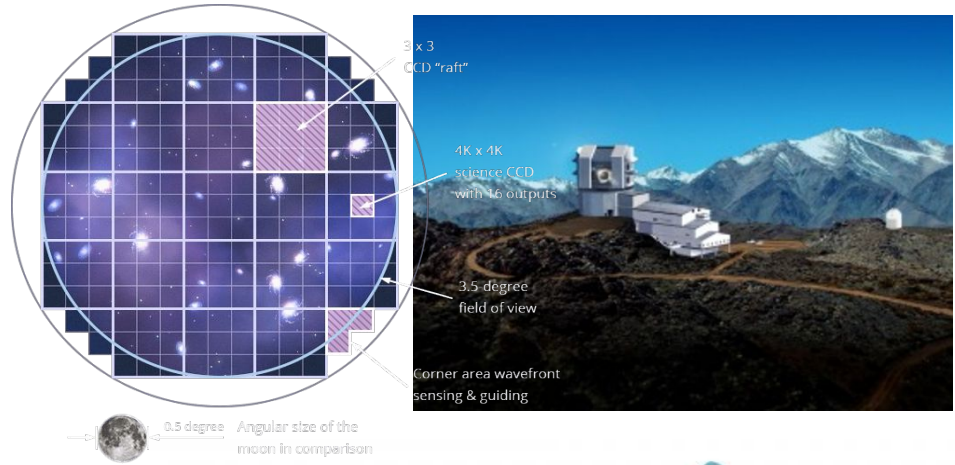 3 x 3
CCD "raft"
4K x 4K
science CCD
with 16 outputs
3.5 degree
field of view
Corner area wavefront
sensing & guiding
0.5 degree
Angular size of the
moon in comparison